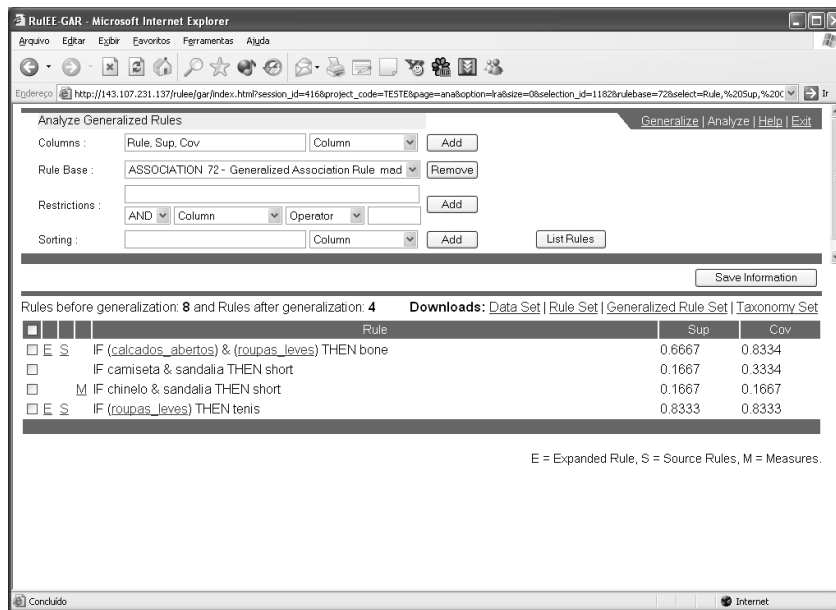 RulEE-GAR - Microsoft Internet Explorer
Arquivo Editar Exibir Favoritos Ferramentas Ajuda
Endereço http://143.107.231.137/rulee/gar/index.html?session_id=416&project_code=TESTE&page=ana&option=lra&size=0&selection_id=1182&rulebase=72&select=Rule,%20Sup,%20C Ir
Analyze Generalized Rules Generalize | Analyze | Help | Exit
Columns : Rule, Sup, Cov Column Add
Rule Base : ASSOCIATION 72 - Generalized Association Rule mad Remove
Restrictions : Add
AND Column Operator
Sorting : Column Add List Rules
Save Information
Rules before generalization: 8 and Rules after generalization: 4 Downloads: Data Set | Rule Set | Generalized Rule Set | Taxonomy Set
Rule Sup Cov
E S IF (calcados_abertos) & (roupas_leves) THEN bone 0.6667 0.8334
IF camiseta & sandalia THEN short 0.1667 0.3334
M IF chinelo & sandalia THEN short 0.1667 0.1667
E S IF (roupas_leves) THEN tenis 0.8333 0.8333
E = Expanded Rule, S = Source Rules, M = Measures.
Concluído Internet